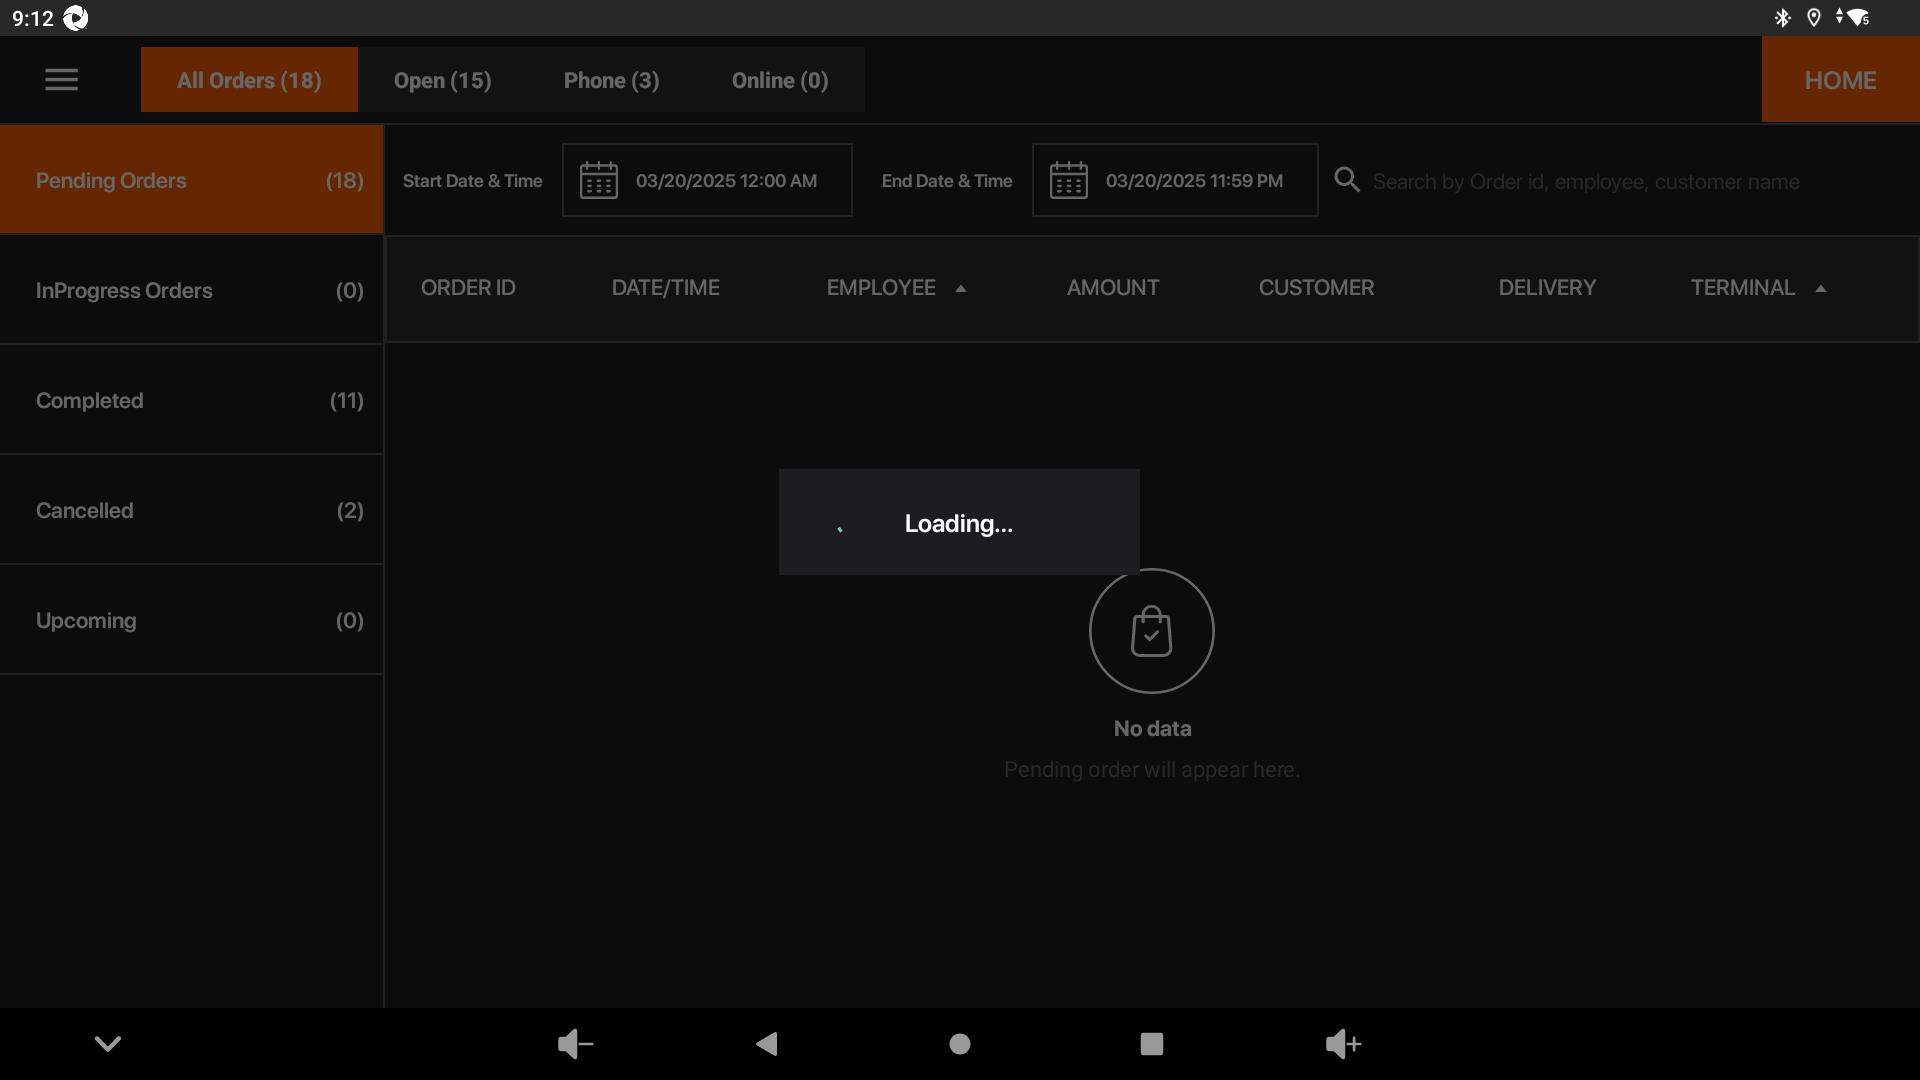 9:12
5
All Orders (18)
Open (15)
Phone (3)
Online (0)
HOME
Pending Orders (18)
Start Date & Time
03/20/2025 12:00 AM
End Date & Time
03/20/2025 11:59 PM
Search by Order id, employee, customer name
InProgress Orders (0)
ORDER ID
DATE/TIME
EMPLOYEE
AMOUNT
CUSTOMER
DELIVERY
TERMINAL
Completed (11)
Cancelled (2)
Loading...
Upcoming (0)
No data
Pending order will appear here.